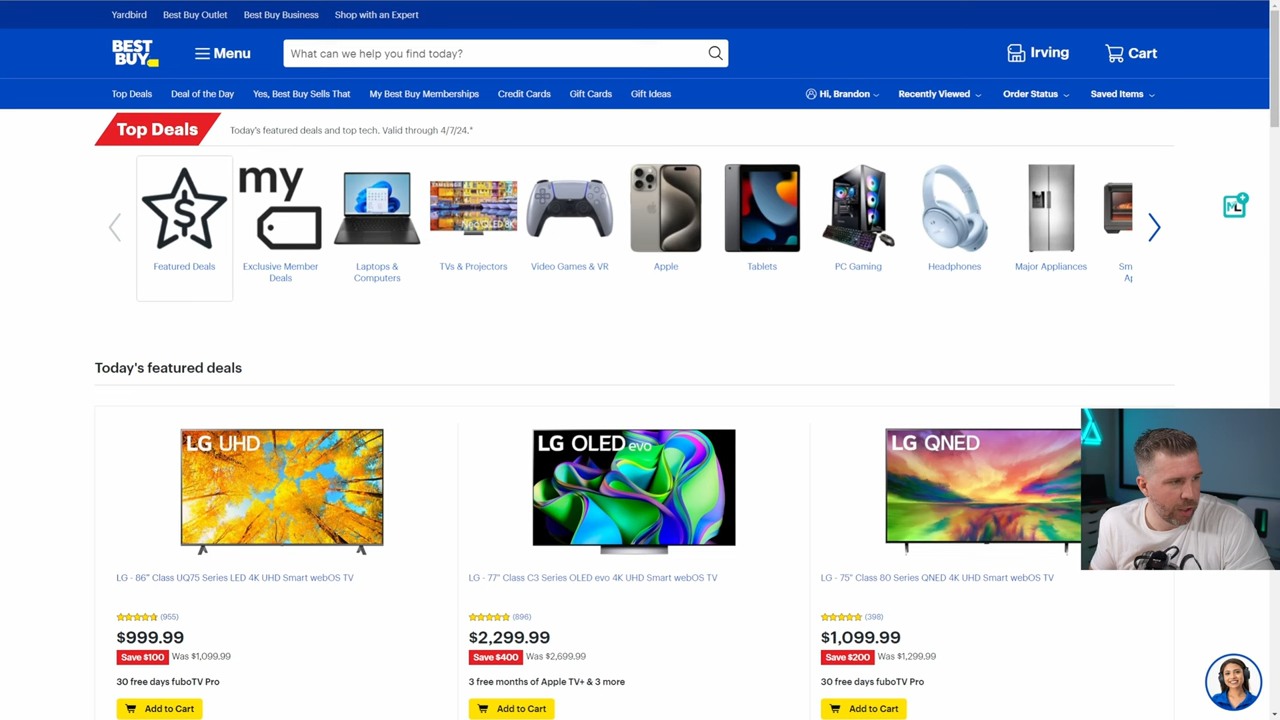 Yardbird Best Buy Outlet Best Buy Business Shop with an Expert
BEST BUY
Menu
What can we help you find today?
Irving
Cart
Top Deals Deal of the Day Yes, Best Buy Sells That My Best Buy Memberships Credit Cards Gift Cards Gift Ideas Hi, Brandon Recently Viewed Order Status Saved Items
Top Deals
Today's featured deals and top tech. Valid through 4/7/24.*
my
Featured Deals
Exclusive Member
Deals
Laptops &
Computers
TVs & Projectors
Video Games & VR
Apple
Tablets
PC Gaming
Headphones
Major Appliances
Sm
Ap
Today's featured deals
LG UHD
LG OLED evo
LG QNED
LG - 86" Class UQ75 Series LED 4K UHD Smart webOS TV
(955)
$999.99
Save $100 Was $1,099.99
30 free days fuboTV Pro
Add to Cart
LG - 77" Class C3 Series OLED evo 4K UHD Smart webOS TV
(896)
$2,299.99
Save $400 Was $2,699.99
3 free months of Apple TV+ & 3 more
Add to Cart
LG - 75" Class 80 Series QNED 4K UHD Smart webOS TV
(398)
$1,099.99
Save $200 Was $1,299.99
30 free days fuboTV Pro
Add to Cart